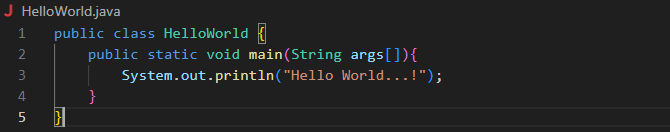 J HelloWorld.java
1 public class HelloWorld {
2     public static void main(String args[]){
3         System.out.println("Hello World...!");
4     }
5 }